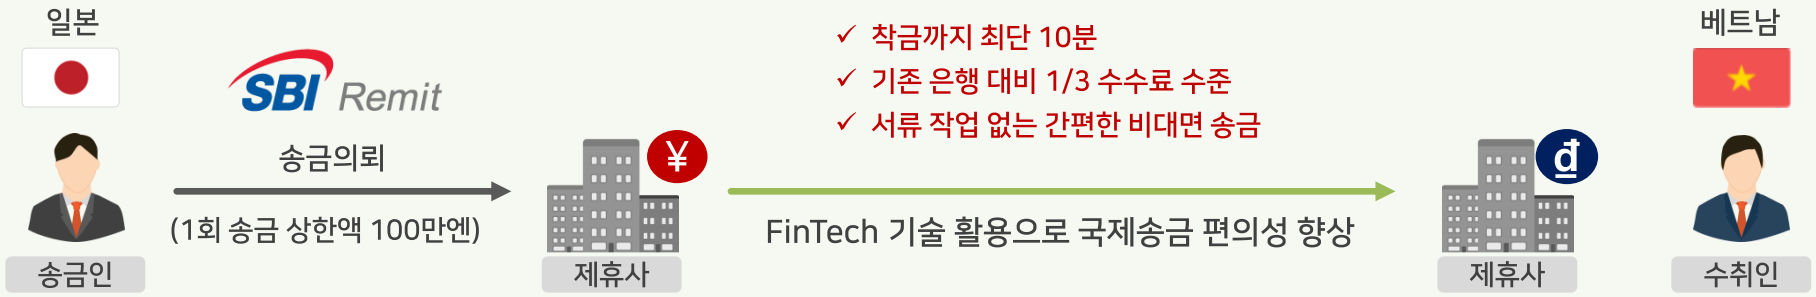 일본
송금인
SBI Remit
송금의뢰
(1회 송금 상한액 100만엔)
¥
제휴사
✓ 착금까지 최단 10분
✓ 기존 은행 대비 1/3 수수료 수준
✓ 서류 작업 없는 간편한 비대면 송금
FinTech 기술 활용으로 국제송금 편의성 향상
₫
제휴사
베트남
수취인